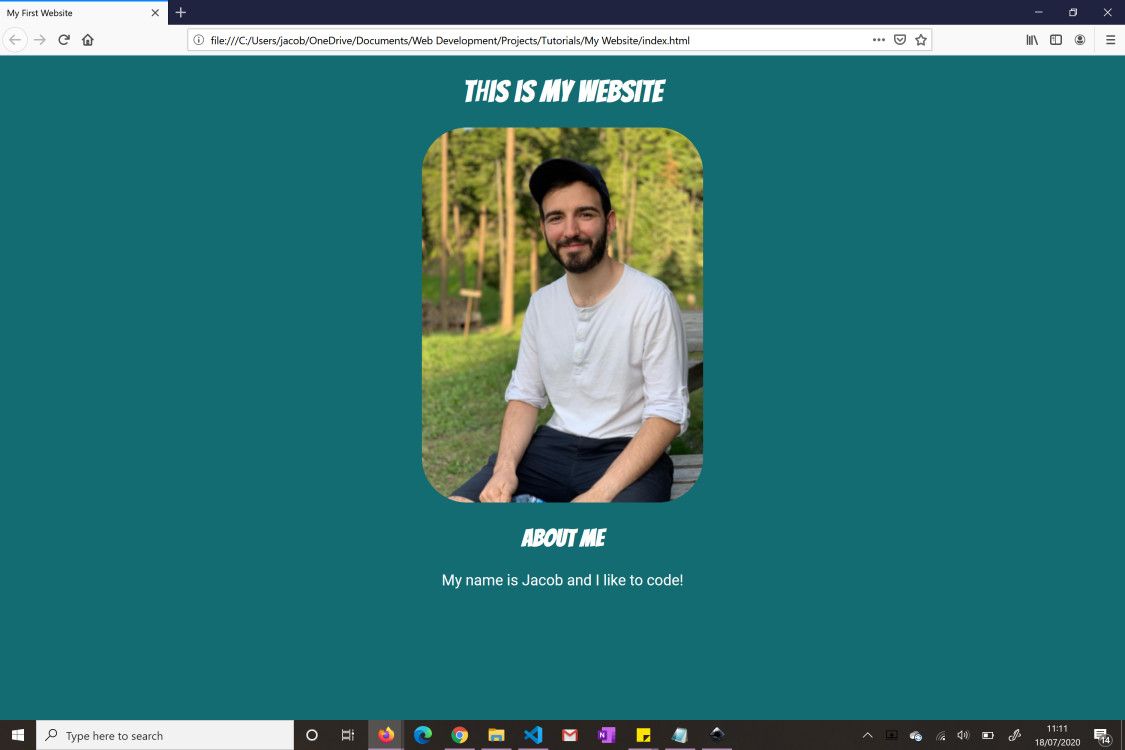 My First Website
file:///C:/Users/jacob/OneDrive/Documents/Web Development/Projects/Tutorials/My Website/index.html
THIS IS MY WEBSITE
ABOUT ME
My name is Jacob and I like to code!
Type here to search
11:11
18/07/2020
14